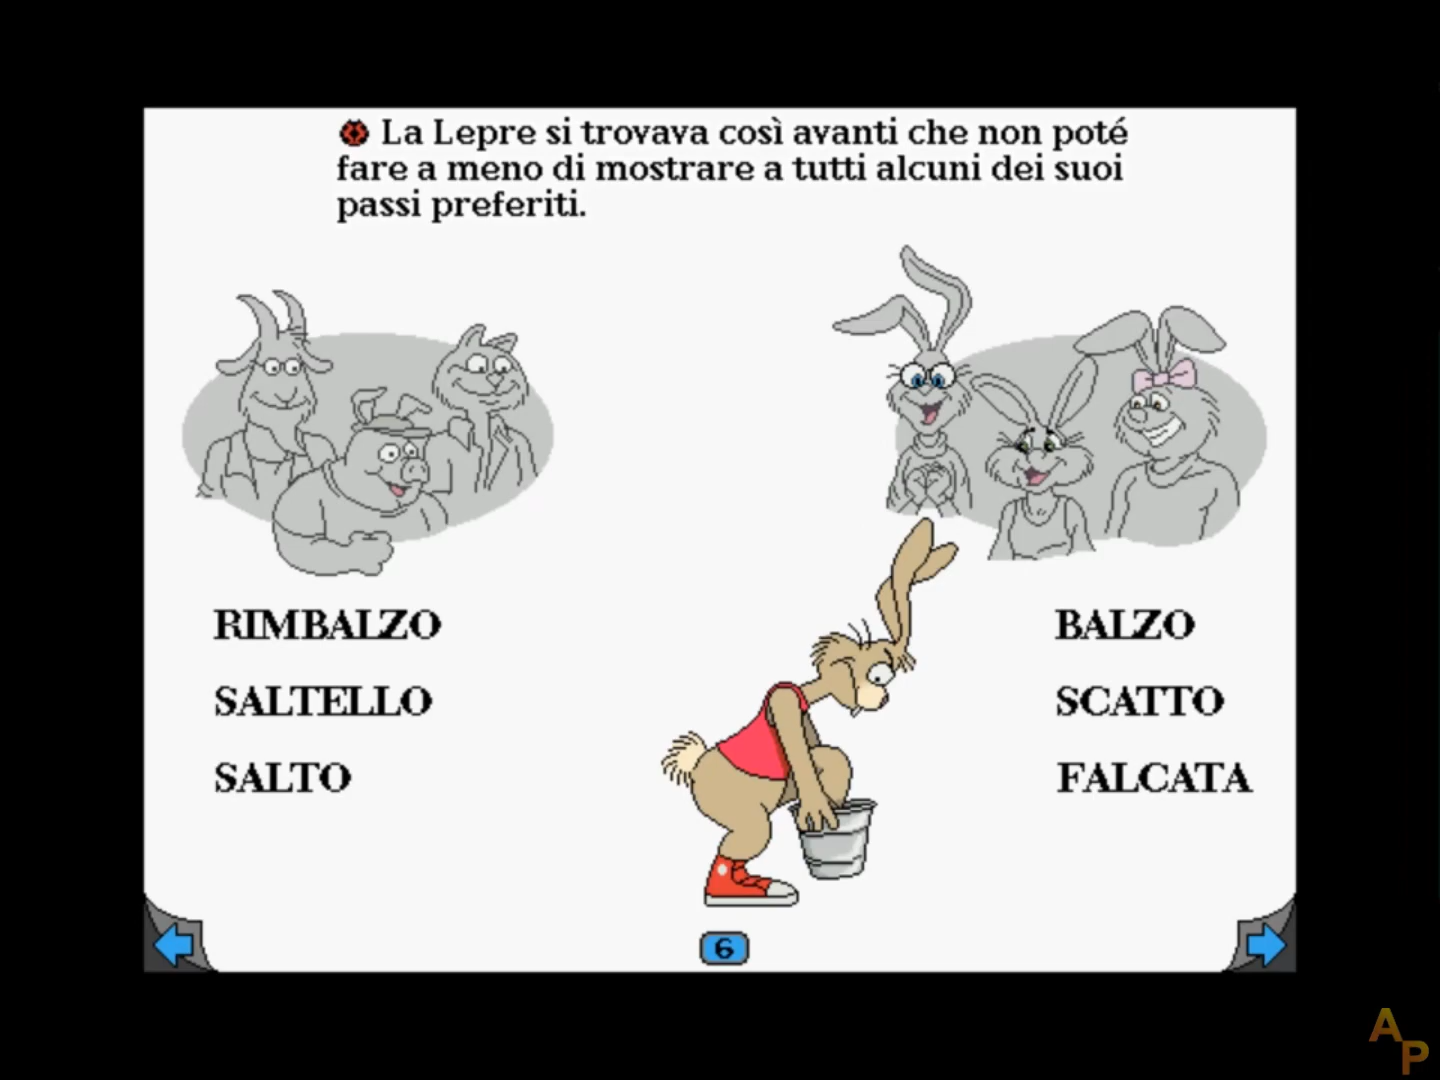 La Lepre si trovava così avanti che non poté
fare a meno di mostrare a tutti alcuni dei suoi
passi preferiti.
RIMBALZO
SALTELLO
SALTO
BALZO
SCATTO
FALCATA
6
A
P